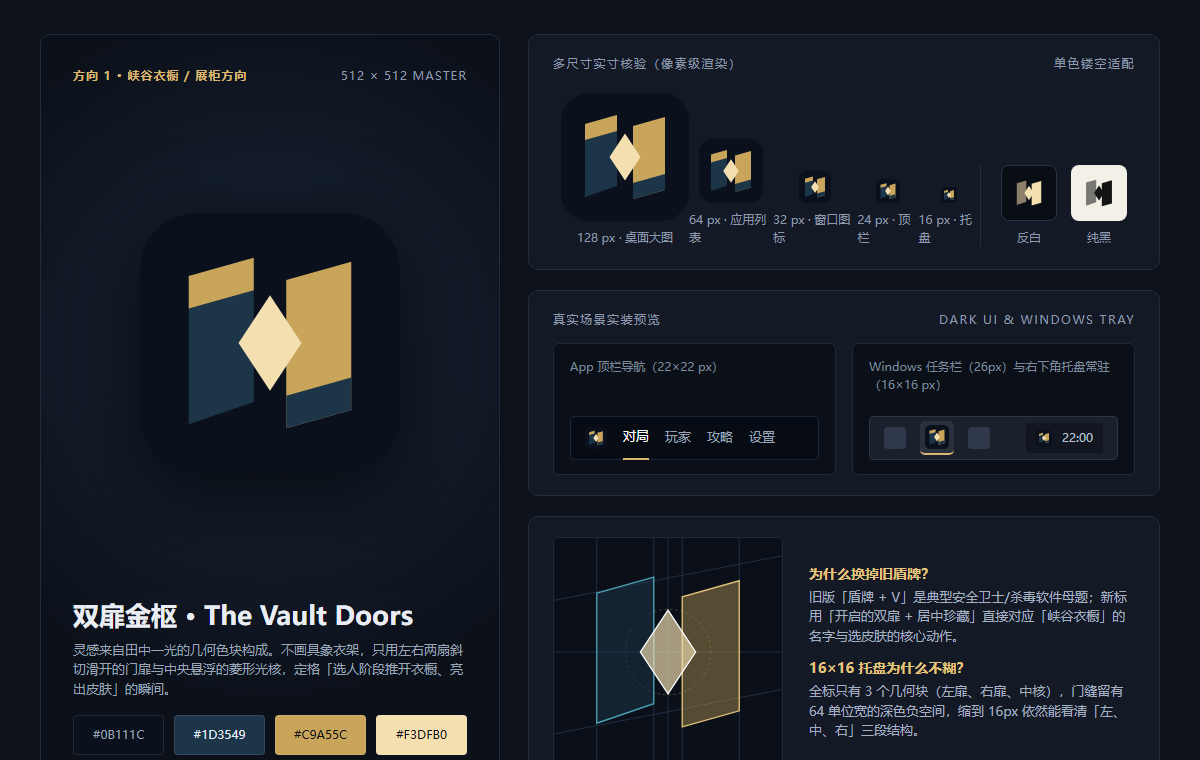 方向 1 · 峡谷衣橱 / 展柜方向
512 × 512 MASTER
双扉金枢 · The Vault Doors
灵感来自田中一光的几何色块构成。不画具象衣架，只用左右两扇斜
切滑开的门扉与中央悬浮的菱形光核，定格「选人阶段推开衣橱、亮
出皮肤」的瞬间。
#0B111C
#1D3549
#C9A55C
#F3DFB0
多尺寸实寸核验（像素级渲染）
单色镂空适配
128 px · 桌面大图
64 px · 应用列
表
32 px · 窗口图
标
24 px · 顶
栏
16 px · 托
盘
反白
纯黑
真实场景实装预览
DARK UI & WINDOWS TRAY
App 顶栏导航（22×22 px）
对局
玩家
攻略
设置
Windows 任务栏（26px）与右下角托盘常驻
（16×16 px）
22:00
为什么换掉旧盾牌？
旧版「盾牌 + V」是典型安全卫士/杀毒软件母题；新标
用「开启的双扉 + 居中珍藏」直接对应「峡谷衣橱」的
名字与选皮肤的核心动作。
16×16 托盘为什么不糊？
全标只有 3 个几何块（左扉、右扉、中核），门缝留有
64 单位宽的深色负空间，缩到 16px 依然能看清「左、
中、右」三段结构。